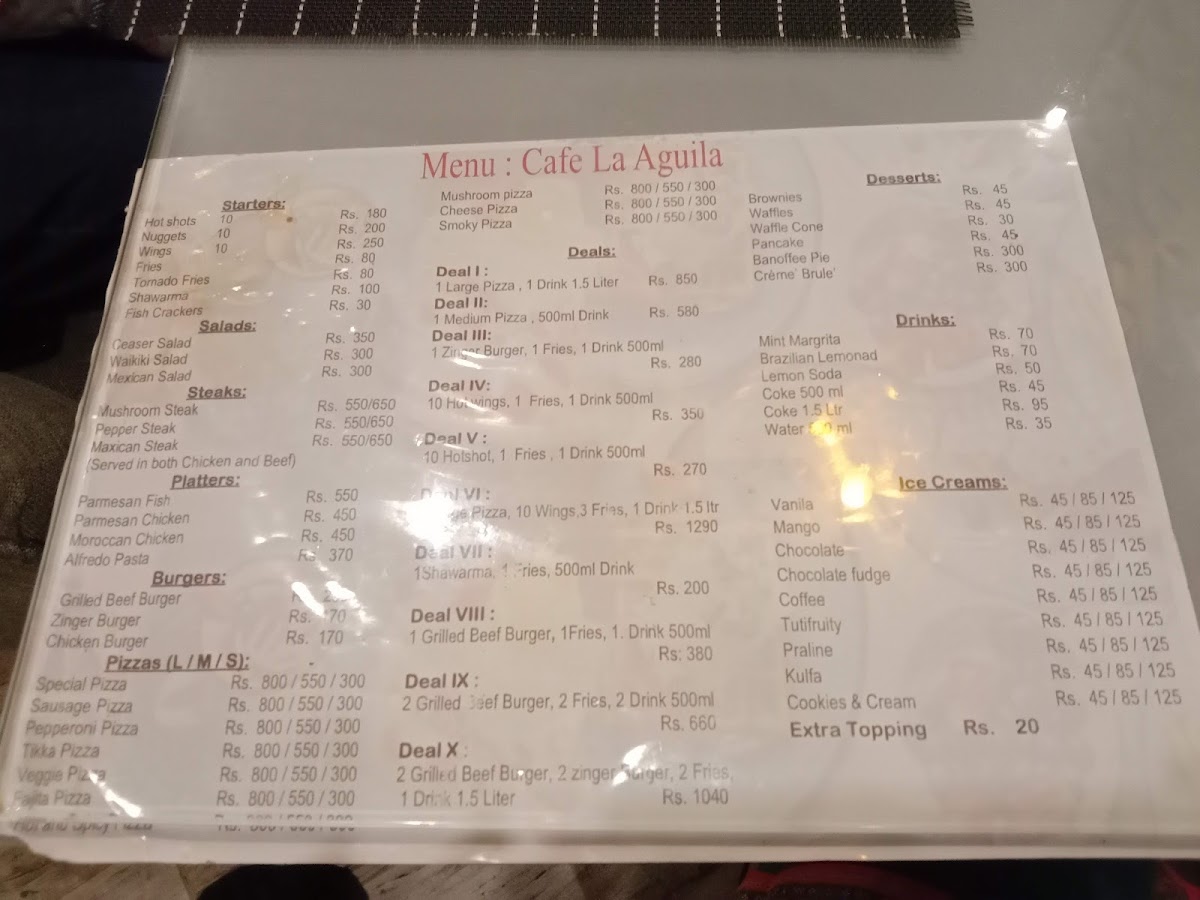 Menu : Cafe La Aguila
Starters:
Hot shots 10 Rs. 180
Nuggets 10 Rs. 200
Wings 10 Rs. 250
Fries Rs. 80
Tornado Fries Rs. 80
Shawarma Rs. 100
Fish Crackers Rs. 30
Salads:
Ceaser Salad Rs. 350
Waikiki Salad Rs. 300
Mexican Salad Rs. 300
Steaks:
Mushroom Steak Rs. 550/650
Pepper Steak Rs. 550/650
Maxican Steak Rs. 550/650
(Served in both Chicken and Beef)
Platters:
Parmesan Fish Rs. 550
Parmesan Chicken Rs. 450
Moroccan Chicken Rs. 450
Alfredo Pasta Rs 370
Burgers:
Grilled Beef Burger
Zinger Burger Rs. 170
Chicken Burger Rs. 170
Pizzas (L / M / S):
Special Pizza Rs. 800 / 550 / 300
Sausage Pizza Rs. 800 / 550 / 300
Pepperoni Pizza Rs. 800 / 550 / 300
Tikka Pizza Rs. 800 / 550 / 300
Veggie Pizza Rs. 800 / 550 / 300
Fajita Pizza Rs. 800 / 550 / 300
Hot and Spicy Pizza Rs. 800 / 550 / 300
Mushroom pizza Rs. 800 / 550 / 300
Cheese Pizza Rs. 800 / 550 / 300
Smoky Pizza Rs. 800 / 550 / 300
Deals:
Deal I :
1 Large Pizza , 1 Drink 1.5 Liter Rs. 850
Deal II:
1 Medium Pizza , 500ml Drink Rs. 580
Deal III:
1 Zinger Burger, 1 Fries, 1 Drink 500ml
Rs. 280
Deal IV:
10 Hotwings, 1 Fries, 1 Drink 500ml
Rs. 350
Deal V :
10 Hotshot, 1 Fries , 1 Drink 500ml
Rs. 270
Deal VI :
Pizza, 10 Wings,3 Fries, 1 Drink 1.5 ltr
Rs. 1290
Deal VII :
1Shawarma, 1 Fries, 500ml Drink
Rs. 200
Deal VIII :
1 Grilled Beef Burger, 1Fries, 1. Drink 500ml
Rs: 380
Deal IX :
2 Grilled Beef Burger, 2 Fries, 2 Drink 500ml
Rs. 660
Deal X :
2 Grilled Beef Burger, 2 zinger Burger, 2 Fries,
1 Drink 1.5 Liter Rs. 1040
Desserts:
Brownies Rs. 45
Waffles Rs. 45
Waffle Cone Rs. 30
Pancake Rs. 45
Banoffee Pie Rs. 300
Crème' Brule' Rs. 300
Drinks:
Mint Margrita Rs. 70
Brazilian Lemonad Rs. 70
Lemon Soda Rs. 50
Coke 500 ml Rs. 45
Coke 1.5 Ltr Rs. 95
Water ml Rs. 35
Ice Creams:
Vanila Rs. 45 / 85 / 125
Mango Rs. 45 / 85 / 125
Chocolate Rs. 45 / 85 / 125
Chocolate fudge Rs. 45 / 85 / 125
Coffee Rs. 45 / 85 / 125
Tutifruity Rs. 45 / 85 / 125
Praline Rs. 45 / 85 / 125
Kulfa Rs. 45 / 85 / 125
Cookies & Cream Rs. 45 / 85 / 125
Extra Topping Rs. 20